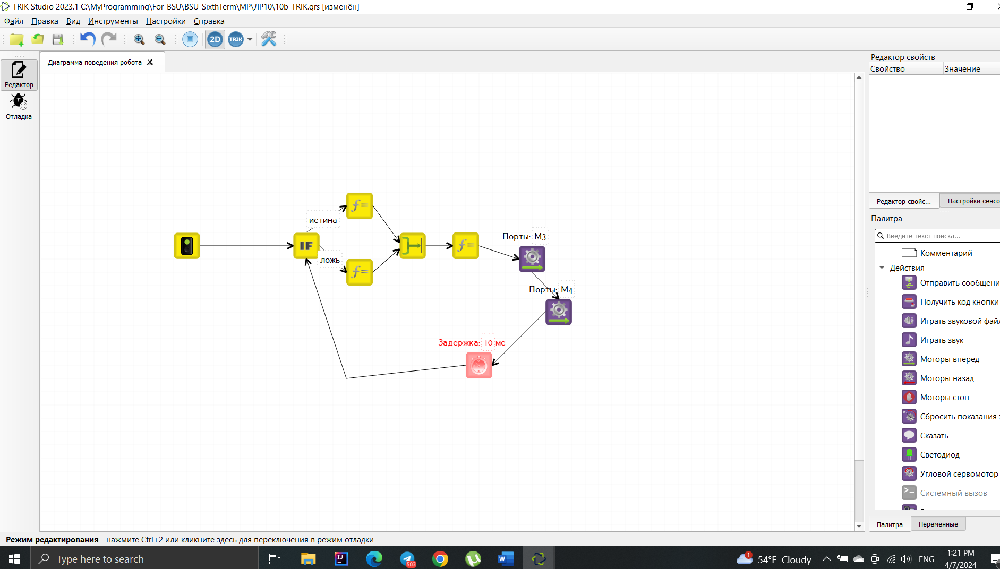 TRIK Studio 2023.1 C:\MyProgramming\For-BSU\BSU-SixthTerm\МР\ЛР10\10b-TRIK.qrs [изменён]
Файл Правка Вид Инструменты Настройки Справка
2D TRIK
Редактор
Отладка
Диаграмма поведения робота
истина
IF
ложь
Порты: M3
Порты: M4
Задержка: 10 мс
Редактор свойств
Свойство Значение
Редактор свойс... Настройки сенсо
Палитра
Введите текст поиска...
Комментарий
Действия
Отправить сообщени
Получить код кнопки
Играть звуковой фай
Играть звук
Моторы вперёд
Моторы назад
Моторы стоп
Сбросить показания
Сказать
Светодиод
Угловой сервомотор
Системный вызов
Палитра Переменные
Режим редактирования - нажмите Ctrl+2 или кликните здесь для переключения в режим отладки
Type here to search
503
1
54°F Cloudy
ENG
1:21 PM
4/7/2024